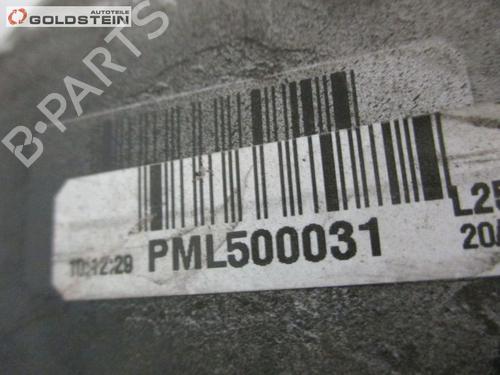 AUTOTEILE
GOLDSTEIN
B-PARTS
L25
10:12:29 PML500031 20/